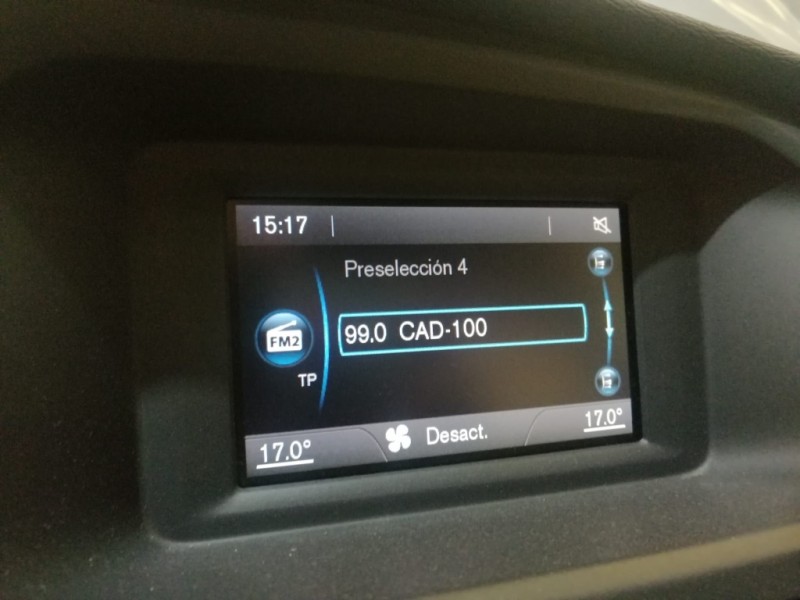 15:17
Preselección 4
FM2
99.0 CAD-100
TP
17.0°
Desact.
17.0°